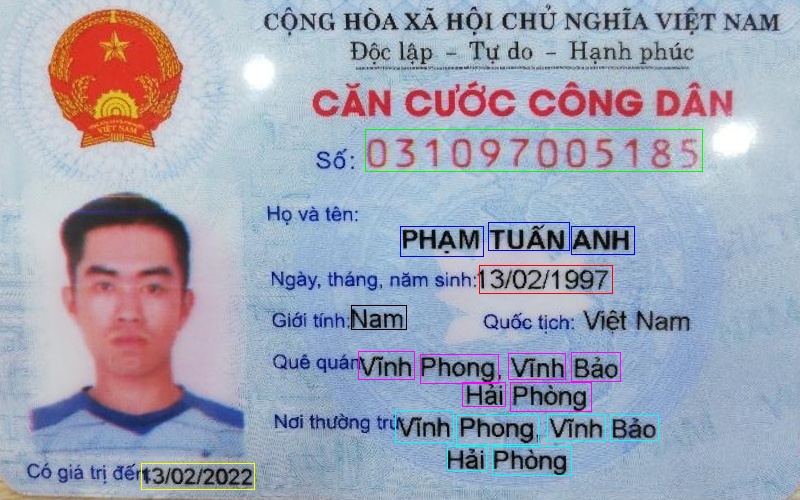 CỘNG HÒA XÃ HỘI CHỦ NGHĨA VIỆT NAM
Độc lập - Tự do - Hạnh phúc
CĂN CƯỚC CÔNG DÂN
Số: 031097005185
Họ và tên:
PHẠM TUẤN ANH
Ngày, tháng, năm sinh: 13/02/1997
Giới tính: Nam Quốc tịch: Việt Nam
Quê quán: Vĩnh Phong, Vĩnh Bảo
Hải Phòng
Nơi thường trú: Vĩnh Phong, Vĩnh Bảo
Hải Phòng
Có giá trị đến: 13/02/2022
VIỆT NAM